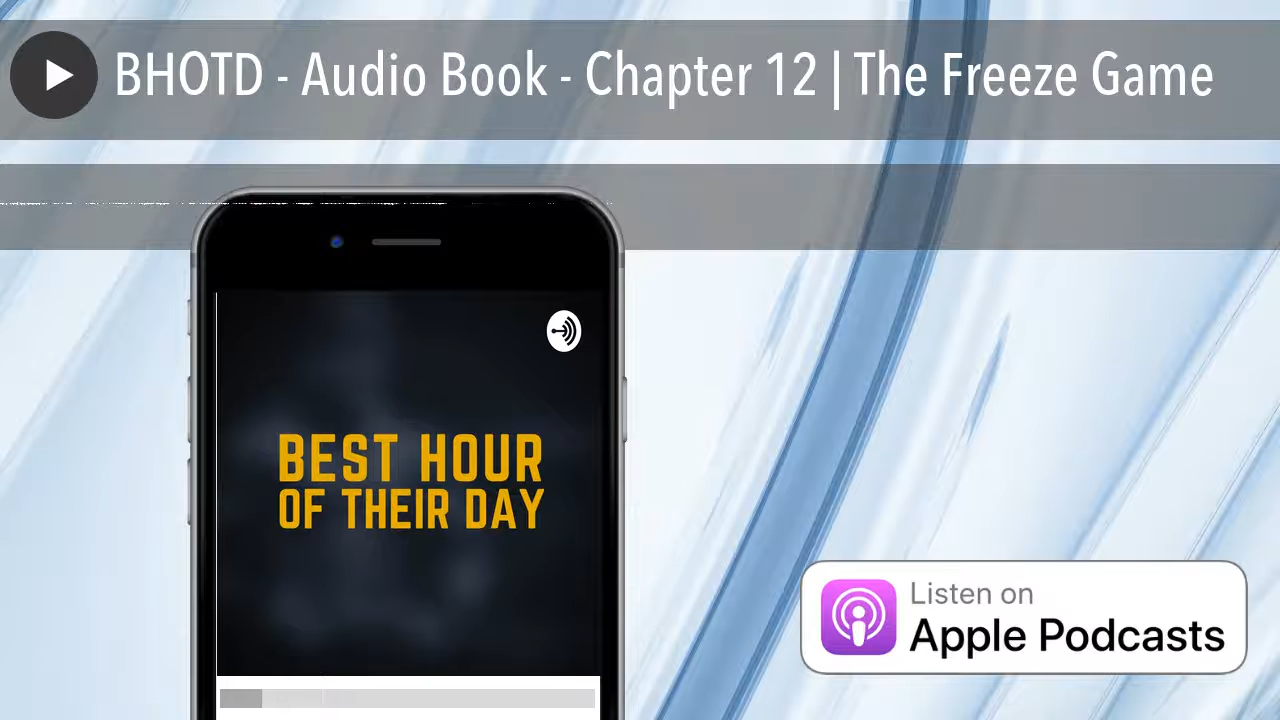 BHOTD - Audio Book - Chapter 12 | The Freeze Game
BEST HOUR
OF THEIR DAY
Listen on
Apple Podcasts